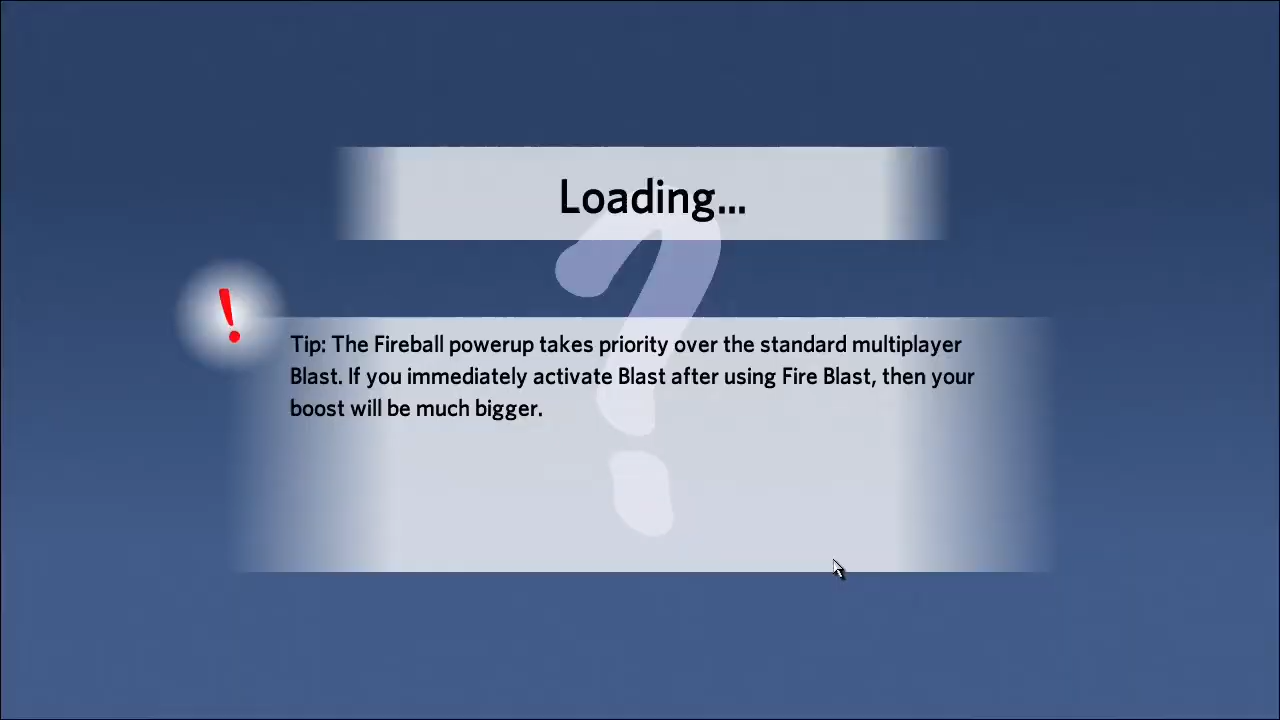 Loading...
Tip: The Fireball powerup takes priority over the standard multiplayer
Blast. If you immediately activate Blast after using Fire Blast, then your
boost will be much bigger.